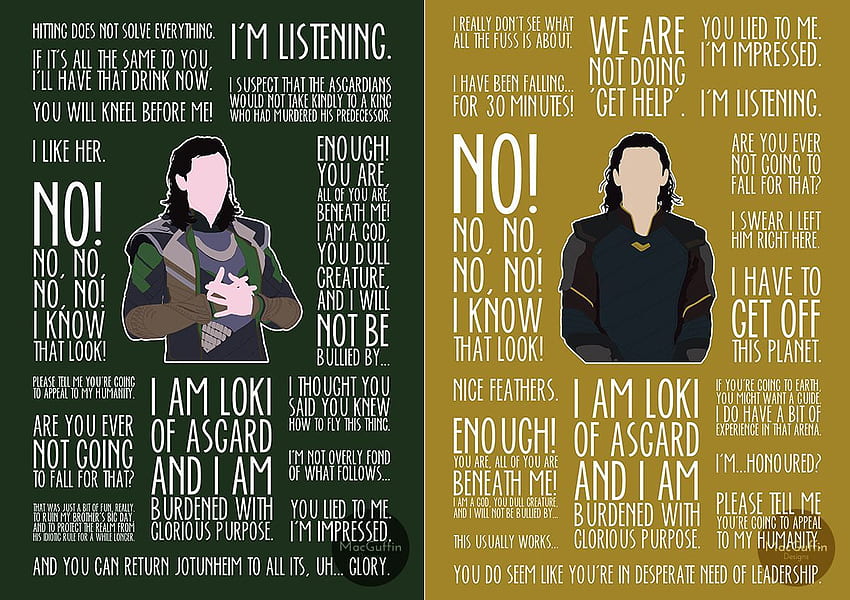 HITTING DOES NOT SOLVE EVERYTHING.
IF IT'S ALL THE SAME TO YOU,
I'LL HAVE THAT DRINK NOW.
YOU WILL KNEEL BEFORE ME!
I'M LISTENING.
I SUSPECT THAT THE ASGARDIANS
WOULD NOT TAKE KINDLY TO A KING
WHO HAD MURDERED HIS PREDECESSOR.
I LIKE HER.
NO!
NO, NO,
NO, NO!
I KNOW
THAT LOOK!
ENOUGH!
YOU ARE,
ALL OF YOU ARE,
BENEATH ME!
I AM A GOD,
YOU DULL
CREATURE,
AND I WILL
NOT BE
BULLIED BY...
PLEASE TELL ME YOU'RE GOING
TO APPEAL TO MY HUMANITY.
ARE YOU EVER
NOT GOING
TO FALL FOR THAT?
THAT WAS JUST A BIT OF FUN, REALLY.
TO RUIN MY BROTHER'S BIG DAY,
AND TO PROTECT THE REALM FROM
HIS IDIOTIC RULE FOR A WHILE LONGER.
I AM LOKI
OF ASGARD
AND I AM
BURDENED WITH
GLORIOUS PURPOSE.
I THOUGHT YOU
SAID YOU KNEW
HOW TO FLY THIS THING.
I'M NOT OVERLY FOND
OF WHAT FOLLOWS...
YOU LIED TO ME.
I'M IMPRESSED.
MacGuffin
AND YOU CAN RETURN JOTUNHEIM TO ALL ITS, UH... GLORY.
I REALLY DON'T SEE WHAT
ALL THE FUSS IS ABOUT.
I HAVE BEEN FALLING...
FOR 30 MINUTES!
WE ARE
NOT DOING
'GET HELP'.
YOU LIED TO ME.
I'M IMPRESSED.
I'M LISTENING.
NO!
NO, NO,
NO, NO!
I KNOW
THAT LOOK!
ARE YOU EVER
NOT GOING TO
FALL FOR THAT?
I SWEAR I LEFT
HIM RIGHT HERE.
I HAVE TO
GET OFF
THIS PLANET.
NICE FEATHERS.
ENOUGH!
YOU ARE, ALL OF YOU ARE
BENEATH ME!
I AM A GOD, YOU DULL CREATURE,
AND I WILL NOT BE BULLIED BY...
THIS USUALLY WORKS...
I AM LOKI
OF ASGARD
AND I AM
BURDENED WITH
GLORIOUS PURPOSE.
IF YOU'RE GOING TO EARTH,
YOU MIGHT WANT A GUIDE.
I DO HAVE A BIT OF
EXPERIENCE IN THAT ARENA.
I'M...HONOURED?
PLEASE TELL ME
YOU'RE GOING TO APPEAL
TO MY HUMANITY.
MacGuffin
Designs
YOU DO SEEM LIKE YOU'RE IN DESPERATE NEED OF LEADERSHIP.